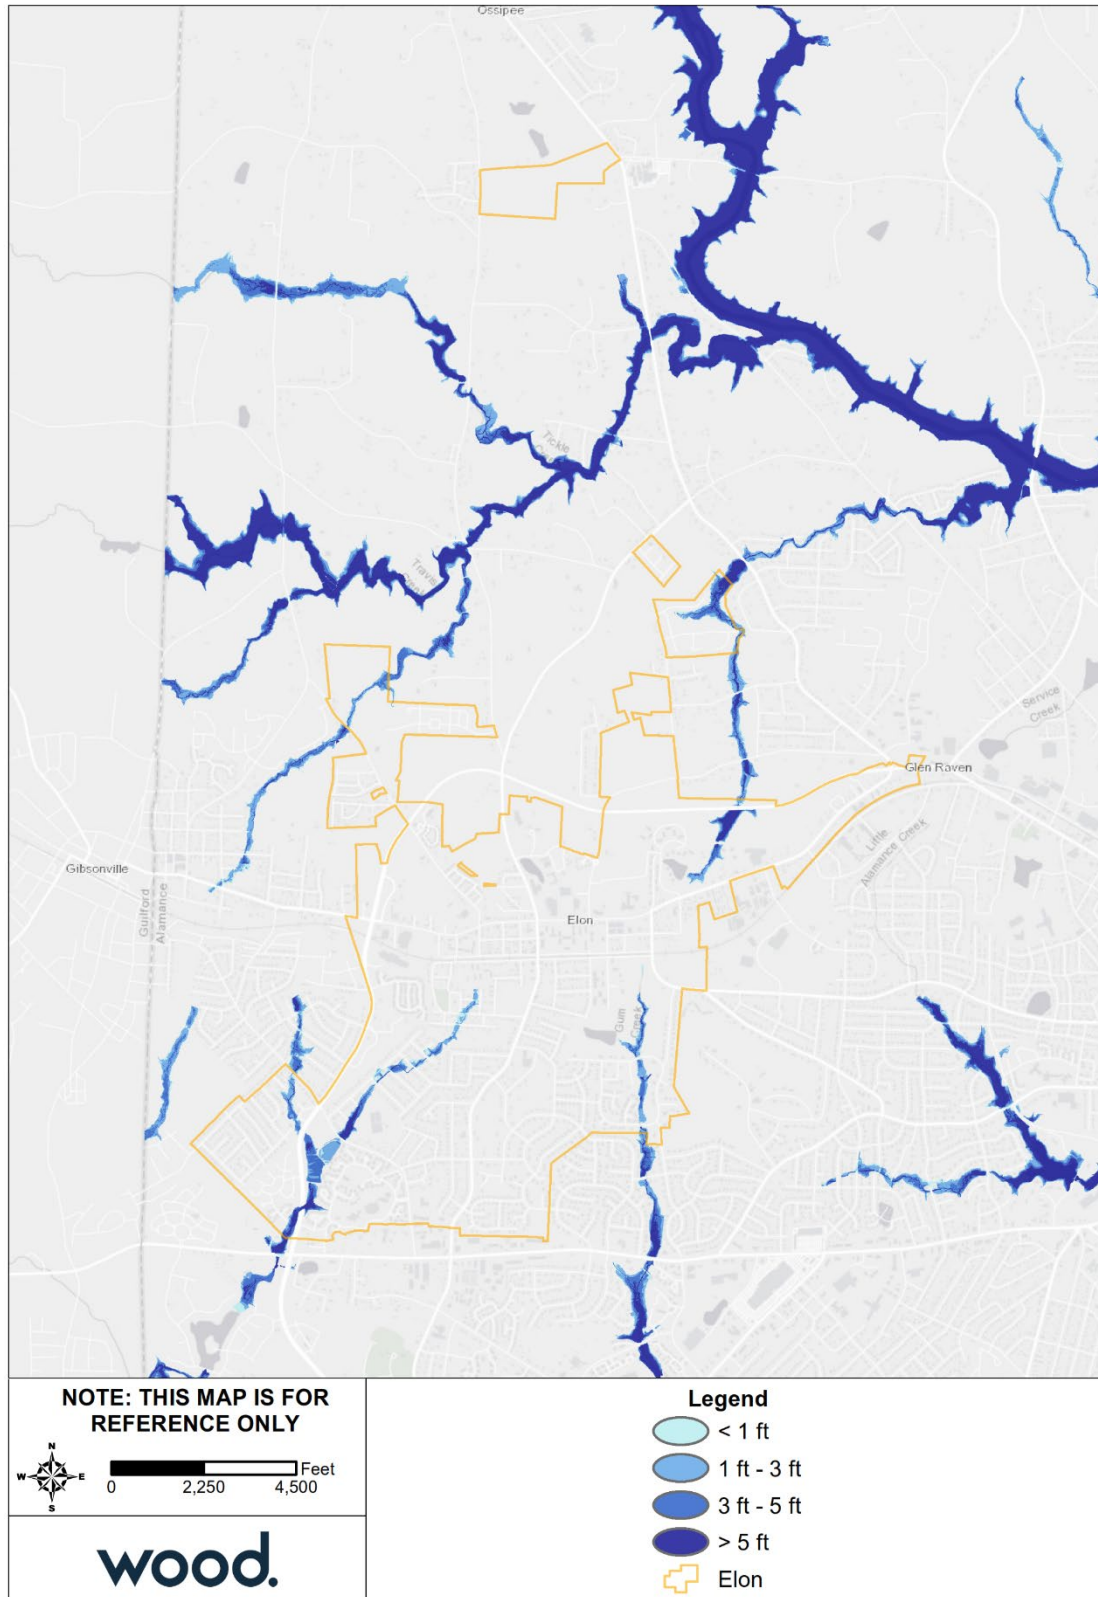 Ossipee
Tickle
Creek
Travis
Creek
Service
Creek
Glen Raven
Little
Alamance Creek
Gibsonville
Guilford
Alamance
Elon
Gum
Creek
NOTE: THIS MAP IS FOR
REFERENCE ONLY
N
W E
S
Feet
0 2,250 4,500
wood.
Legend
< 1 ft
1 ft - 3 ft
3 ft - 5 ft
> 5 ft
Elon